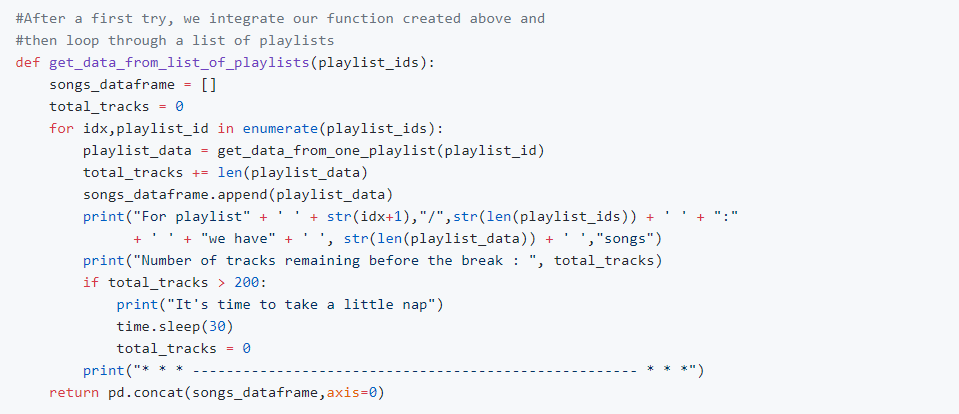 #After a first try, we integrate our function created above and
#then loop through a list of playlists
def get_data_from_list_of_playlists(playlist_ids):
    songs_dataframe = []
    total_tracks = 0
    for idx,playlist_id in enumerate(playlist_ids):
        playlist_data = get_data_from_one_playlist(playlist_id)
        total_tracks += len(playlist_data)
        songs_dataframe.append(playlist_data)
        print("For playlist" + ' ' + str(idx+1),"/",str(len(playlist_ids)) + ' ' + ":"
              + ' ' + "we have" + ' ', str(len(playlist_data)) + ' ',"songs")
        print("Number of tracks remaining before the break : ", total_tracks)
        if total_tracks > 200:
            print("It's time to take a little nap")
            time.sleep(30)
            total_tracks = 0
        print("* * * ----------------------------------------------------- * * *")
    return pd.concat(songs_dataframe,axis=0)